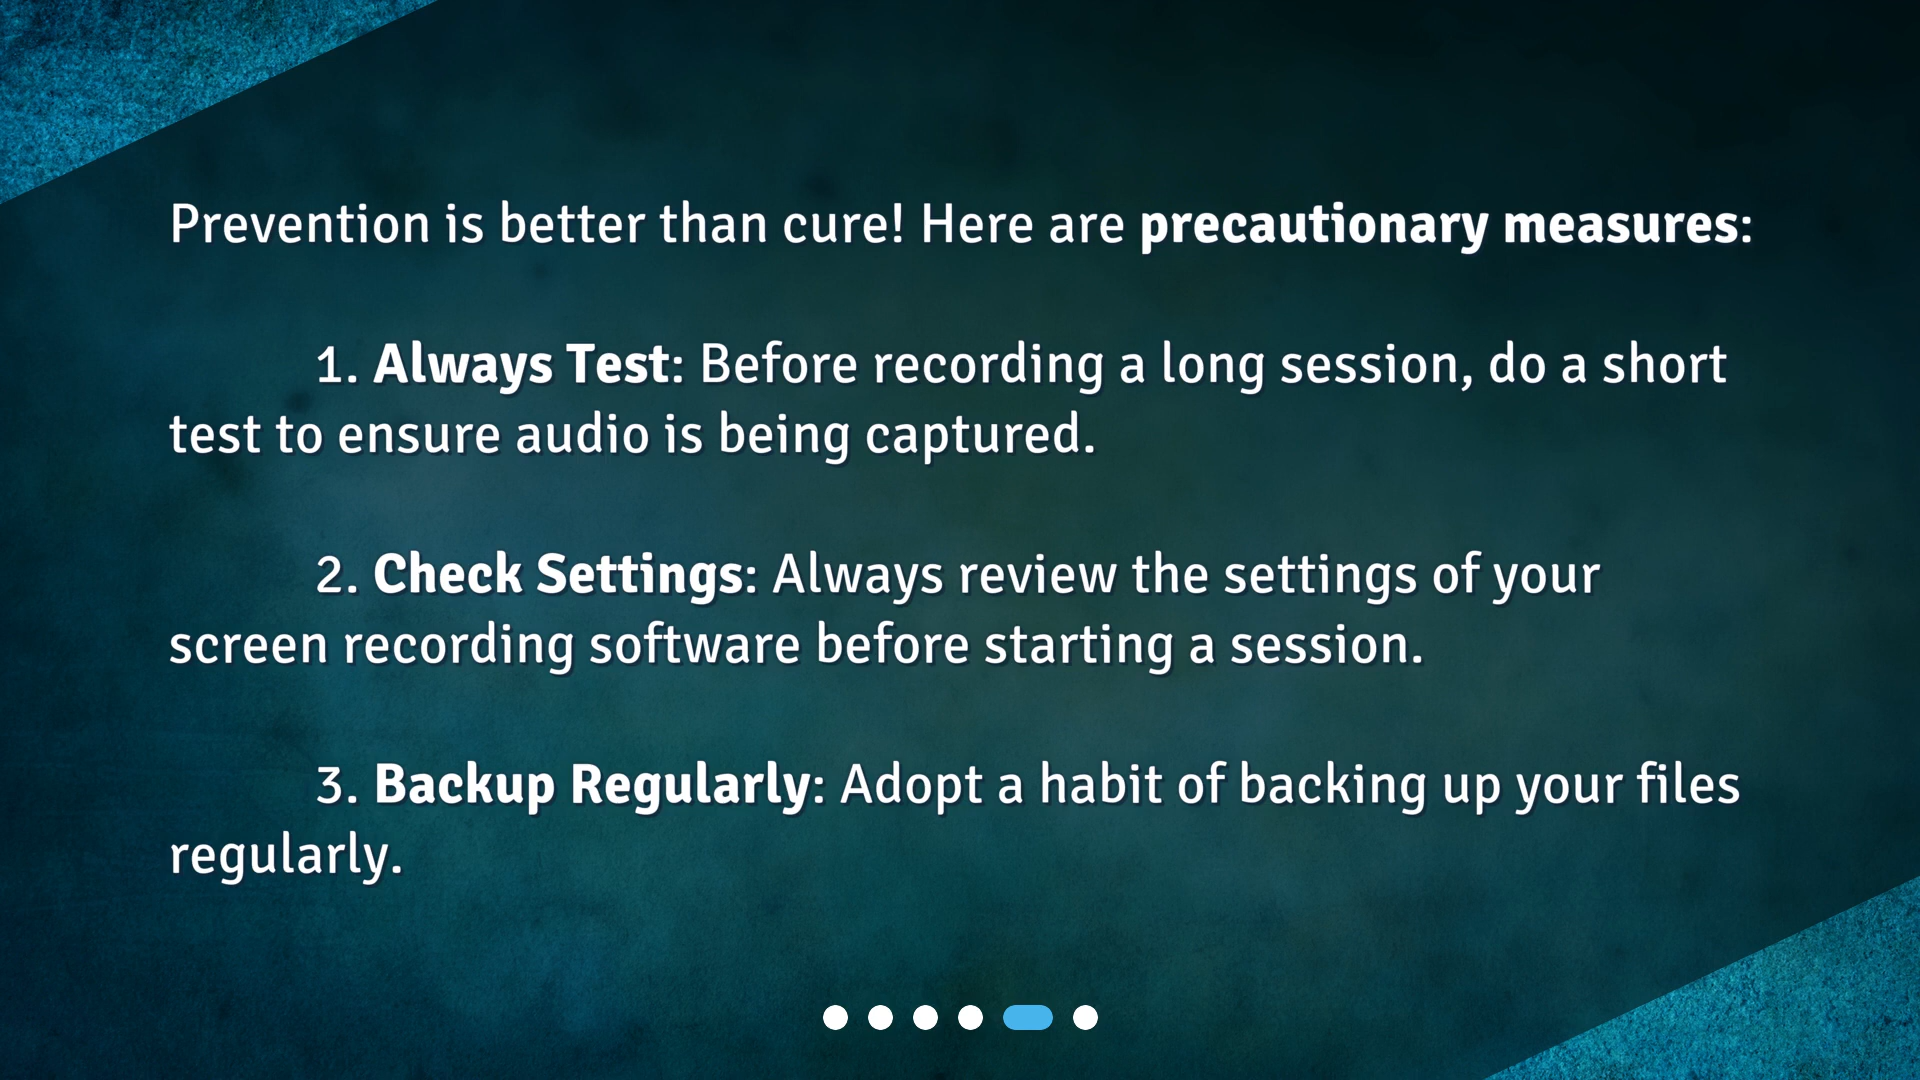 Prevention is better than cure! Here are precautionary measures:
1. Always Test: Before recording a long session, do a short
test to ensure audio is being captured.
2. Check Settings: Always review the settings of your
screen recording software before starting a session.
3. Backup Regularly: Adopt a habit of backing up your files
regularly.